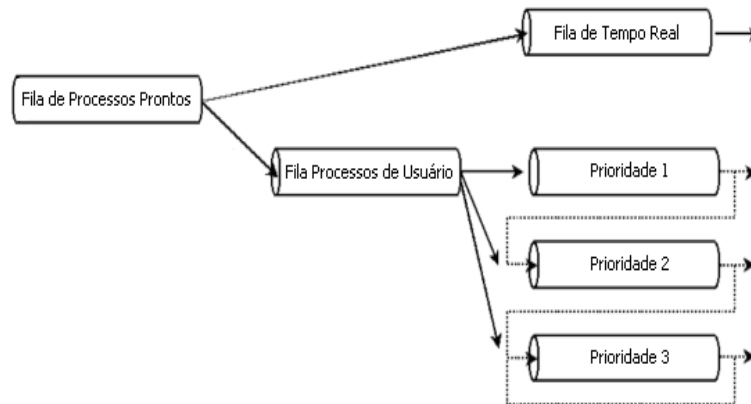 Fila de Tempo Real
Fila de Processos Prontos
Fila Processos de Usuário
Prioridade 1
Prioridade 2
Prioridade 3